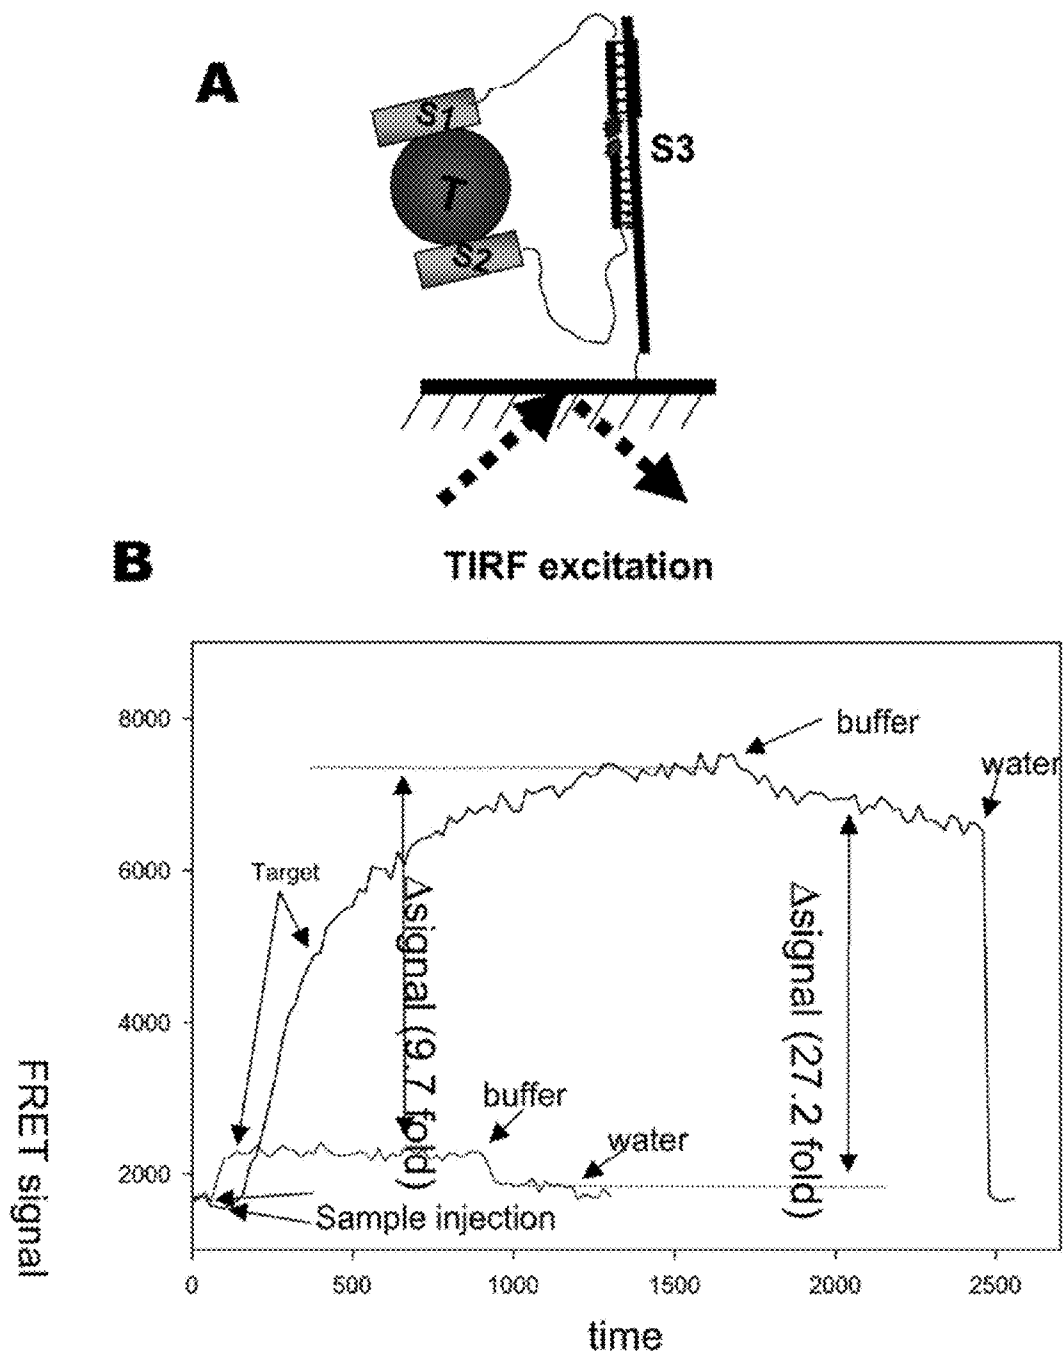 A
S1
T
S2
S3
TIRF excitation
B
8000
6000
4000
2000
FRET signal
buffer
water
Target
Δsignal (9.7 fold)
Δsignal (27.2 fold)
buffer
water
Sample injection
0 500 1000 1500 2000 2500
time